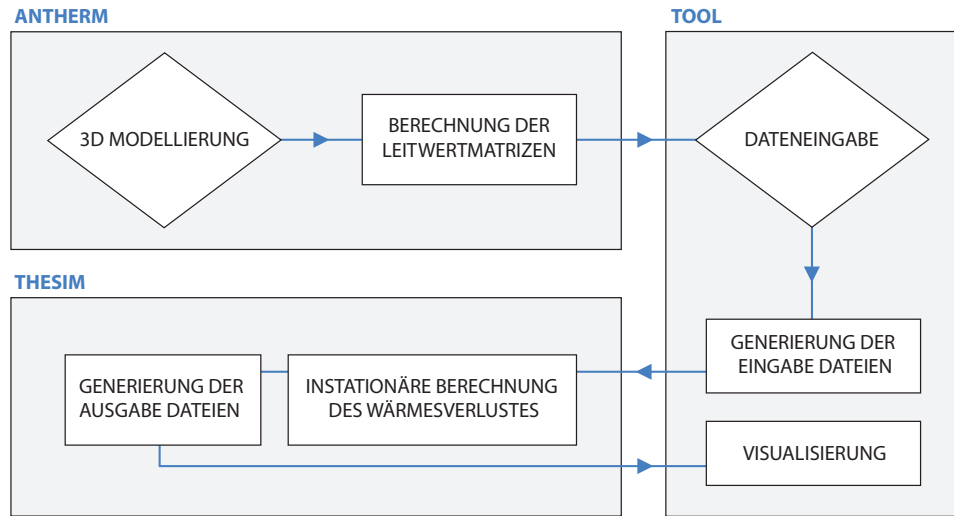 ANTHERM
3D MODELLIERUNG
BERECHNUNG DER
LEITWERTMATRIZEN
TOOL
DATENEINGABE
GENERIERUNG DER
EINGABE DATEIEN
THESIM
INSTATIONÄRE BERECHNUNG
DES WÄRMESVERLUSTES
GENERIERUNG DER
AUSGABE DATEIEN
VISUALISIERUNG